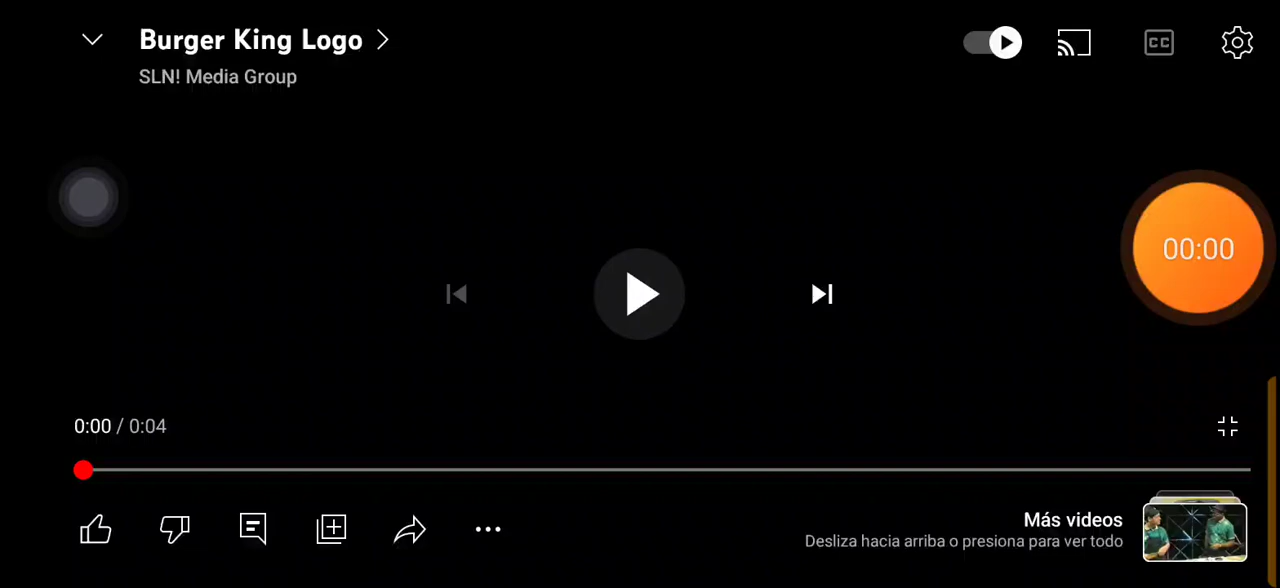 Burger King Logo
SLN! Media Group
CC
00:00
0:00 / 0:04
Más videos
Desliza hacia arriba o presiona para ver todo